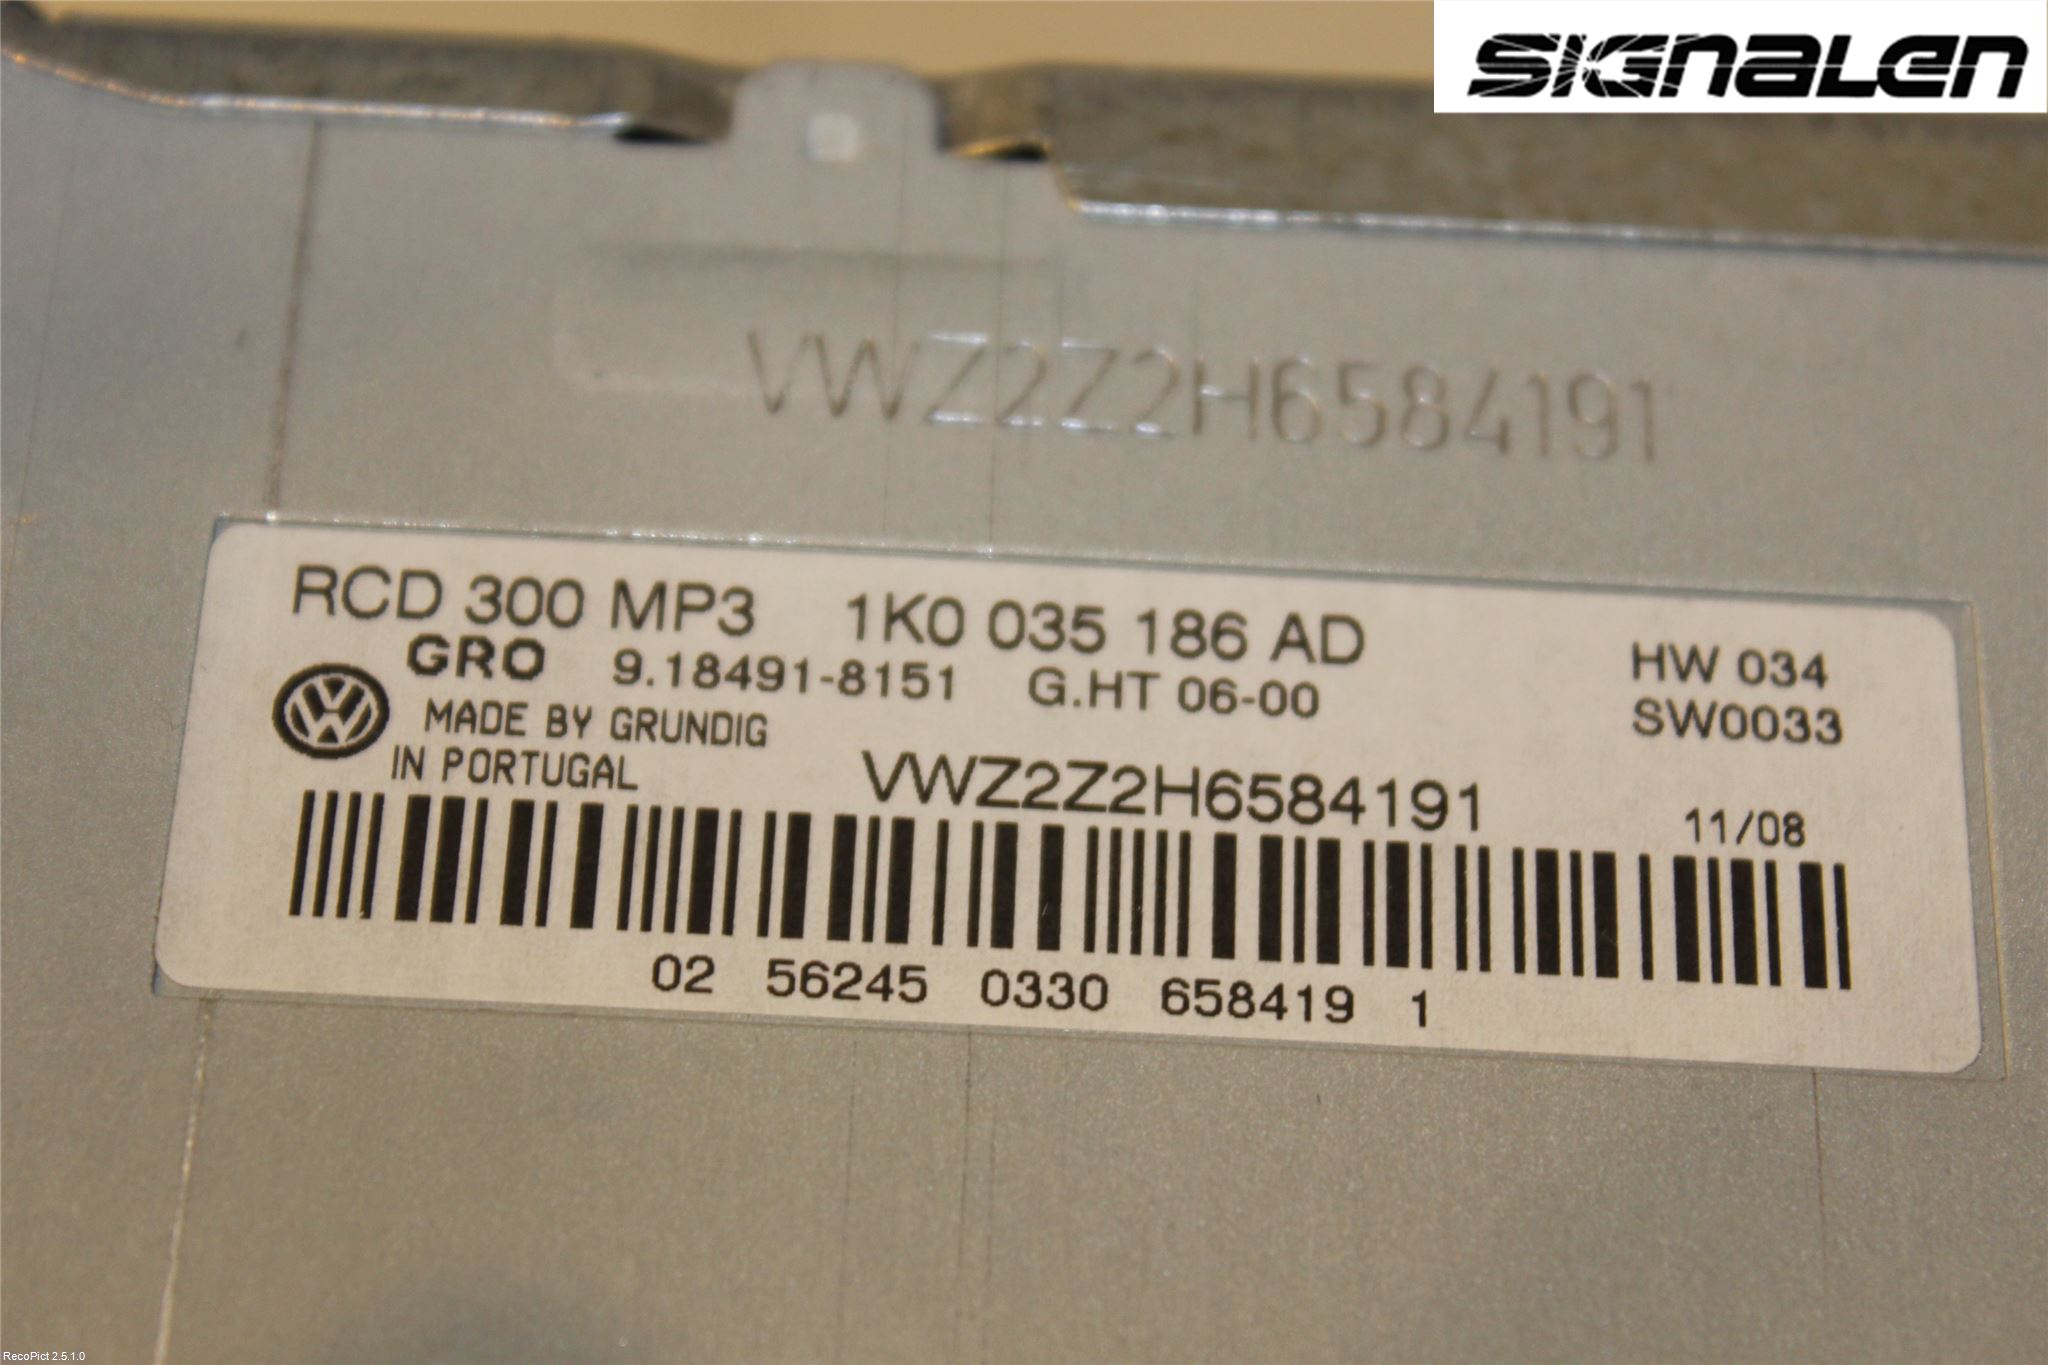 SIGNALEN
VWZ2Z2H6584191
RCD 300 MP3 1K0 035 186 AD
GRO 9.18491-8151 G.HT 06-00
HW 034
SW0033
MADE BY GRUNDIG
IN PORTUGAL
VWZ2Z2H6584191
11/08
02 56245 0330 658419 1
RecoPict 2.5.1.0